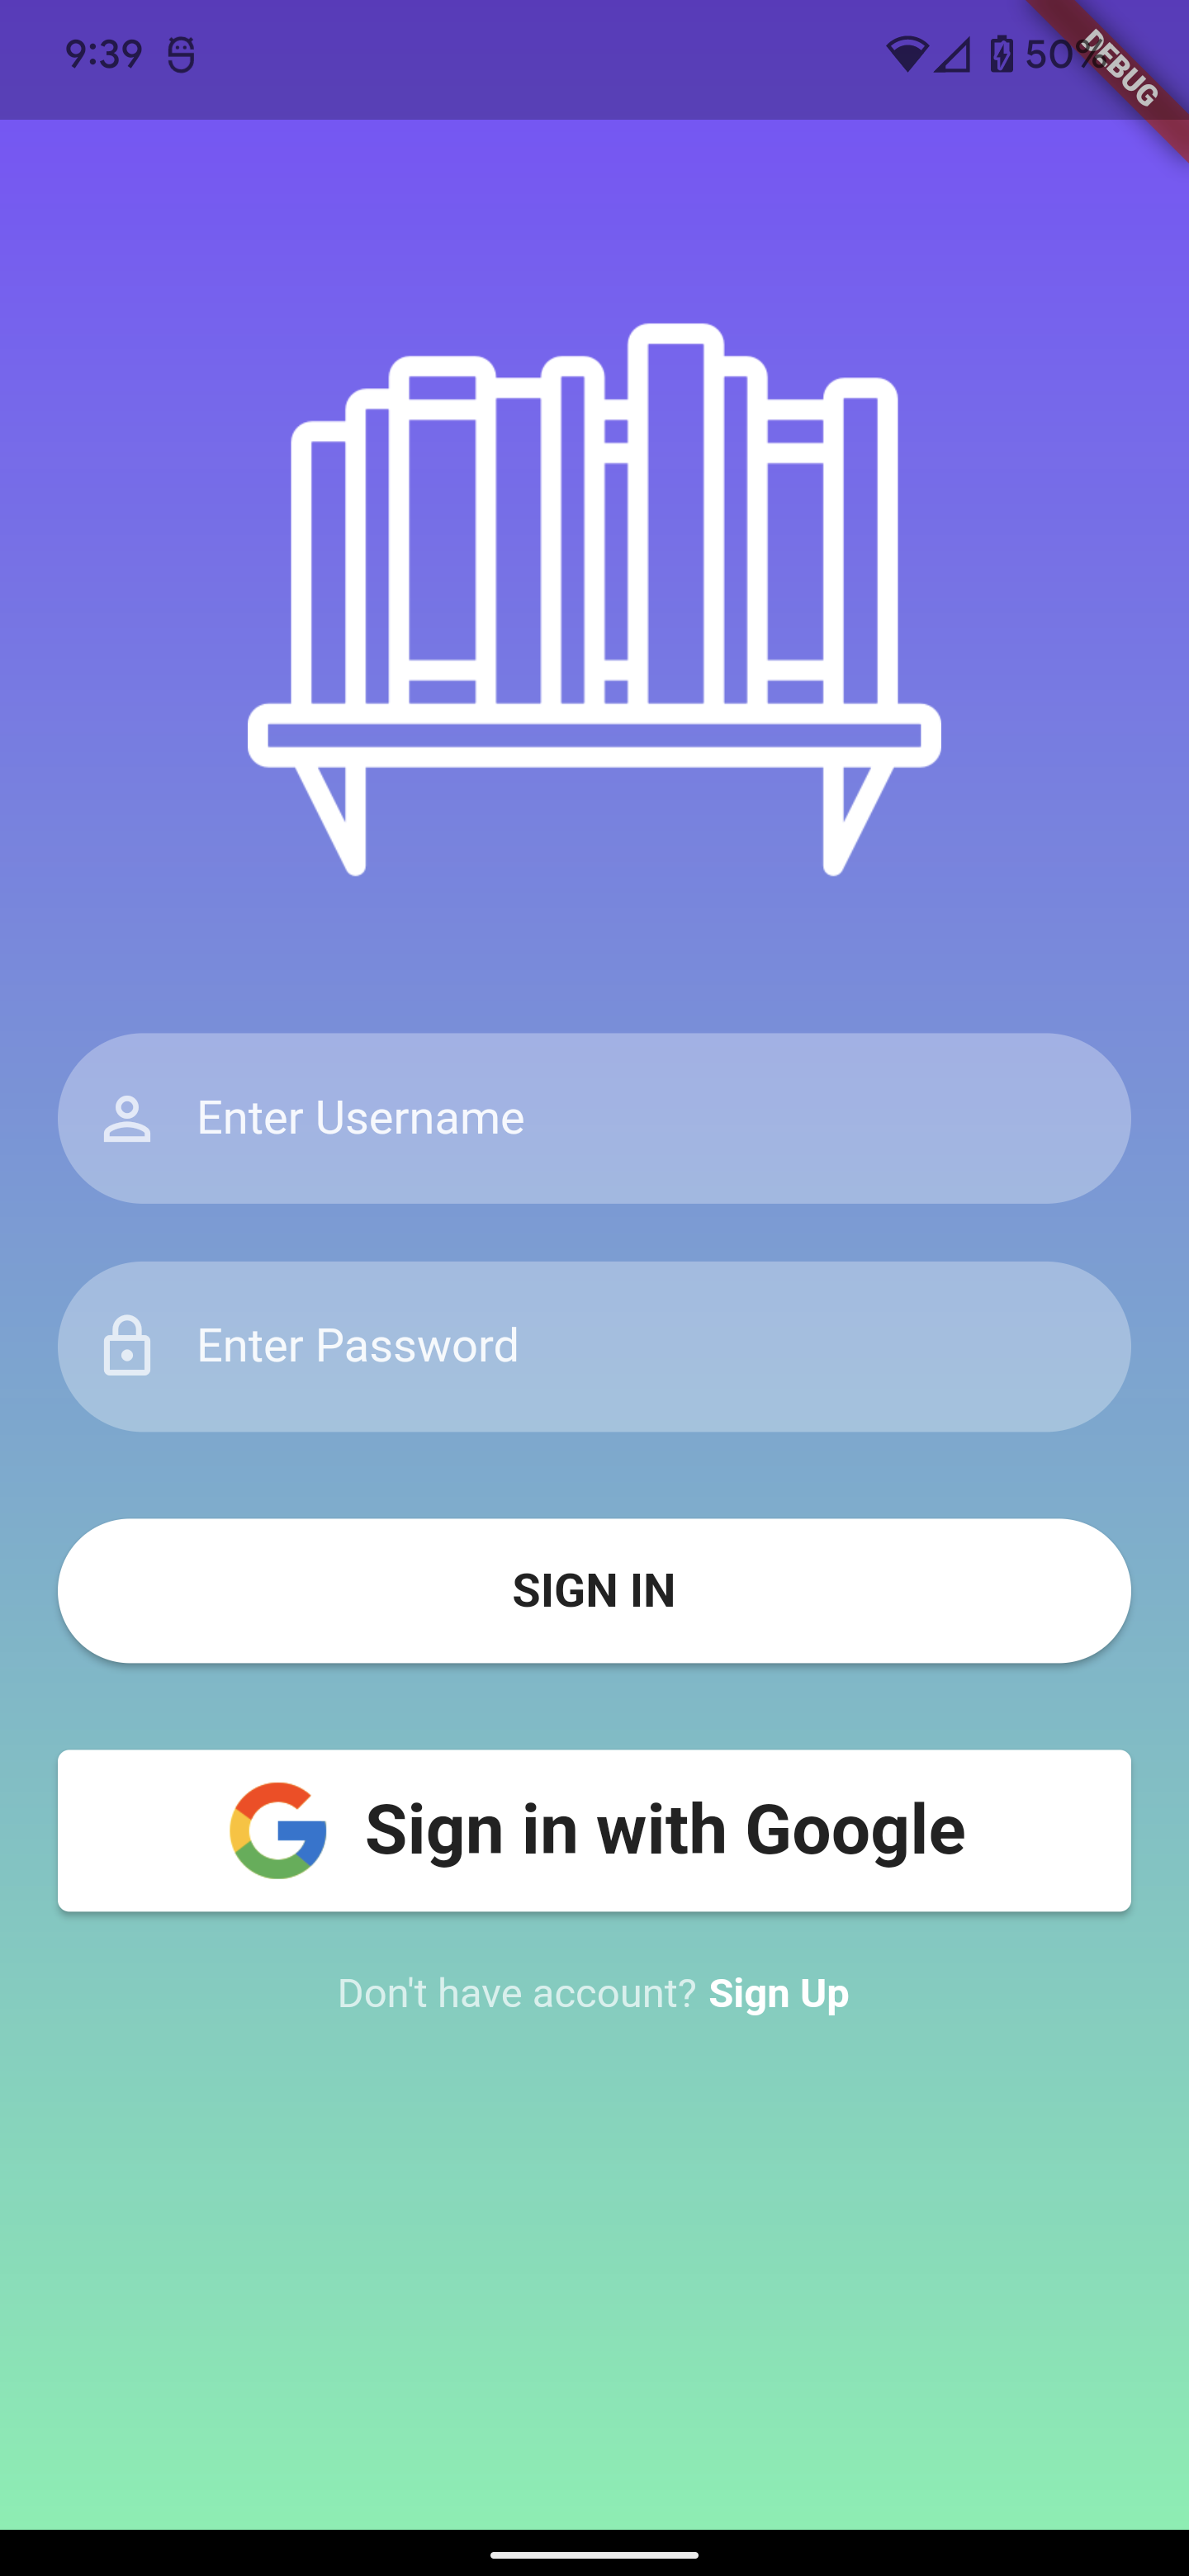 9:39 50%
DEBUG
Enter Username
Enter Password
SIGN IN
Sign in with Google
Don't have account? Sign Up